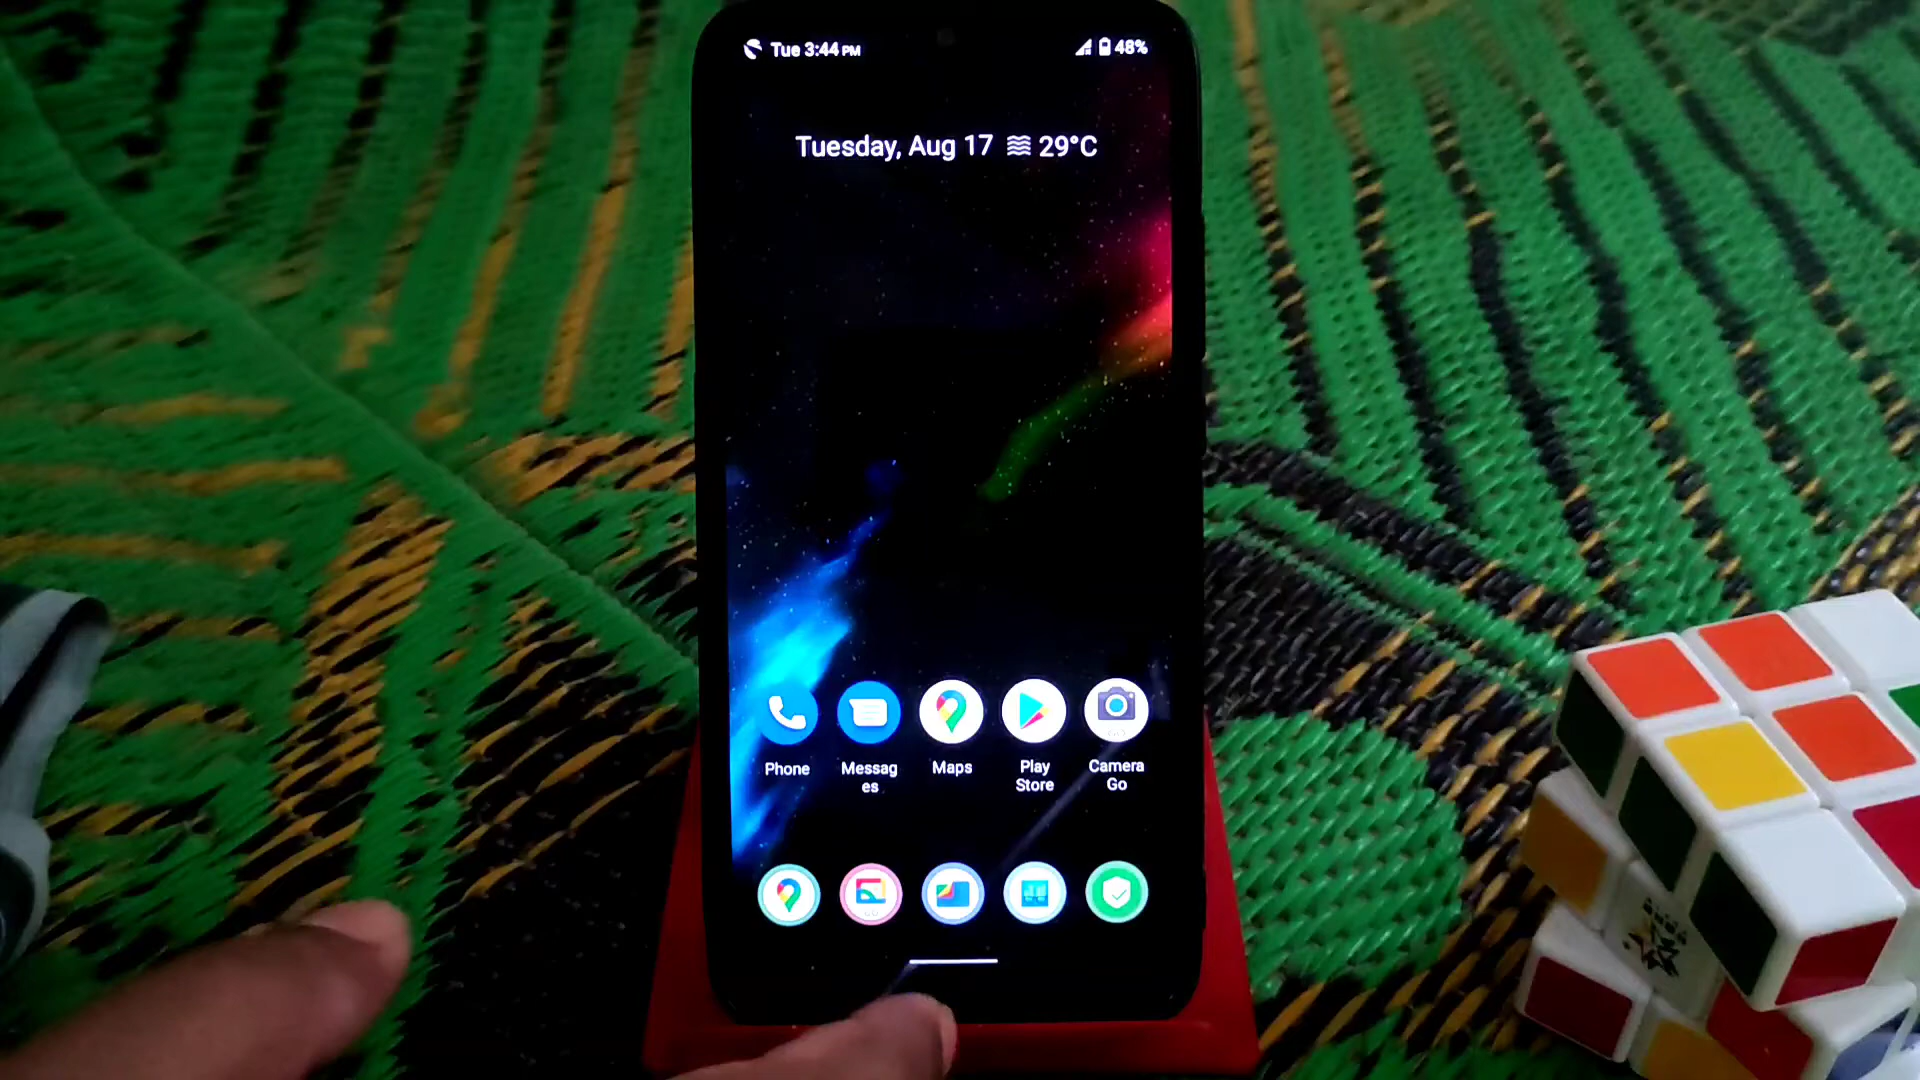 Tue 3:44 PM 48%
Tuesday, Aug 17 29°C
Phone Messag Maps Play Camera
es Store Go